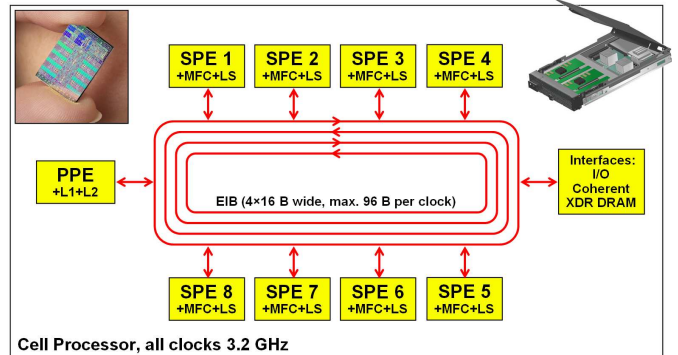 SPE 1
+MFC+LS
SPE 2
+MFC+LS
SPE 3
+MFC+LS
SPE 4
+MFC+LS
PPE
+L1+L2
EIB (4×16 B wide, max. 96 B per clock)
Interfaces:
I/O
Coherent
XDR DRAM
SPE 8
+MFC+LS
SPE 7
+MFC+LS
SPE 6
+MFC+LS
SPE 5
+MFC+LS
Cell Processor, all clocks 3.2 GHz